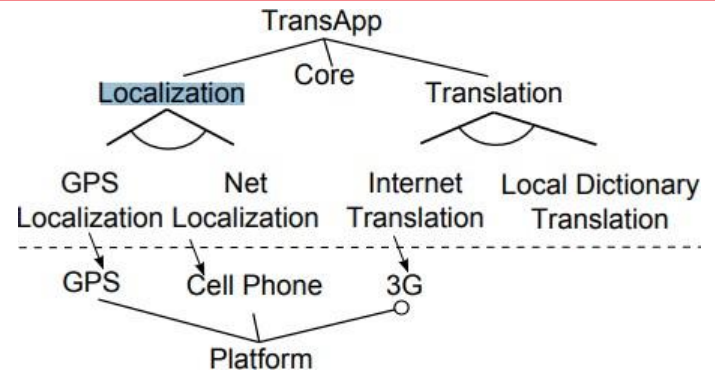 TransApp
Core
Localization
Translation
GPS
Localization
Net
Localization
Internet
Translation
Local Dictionary
Translation
GPS
Cell Phone
3G
Platform